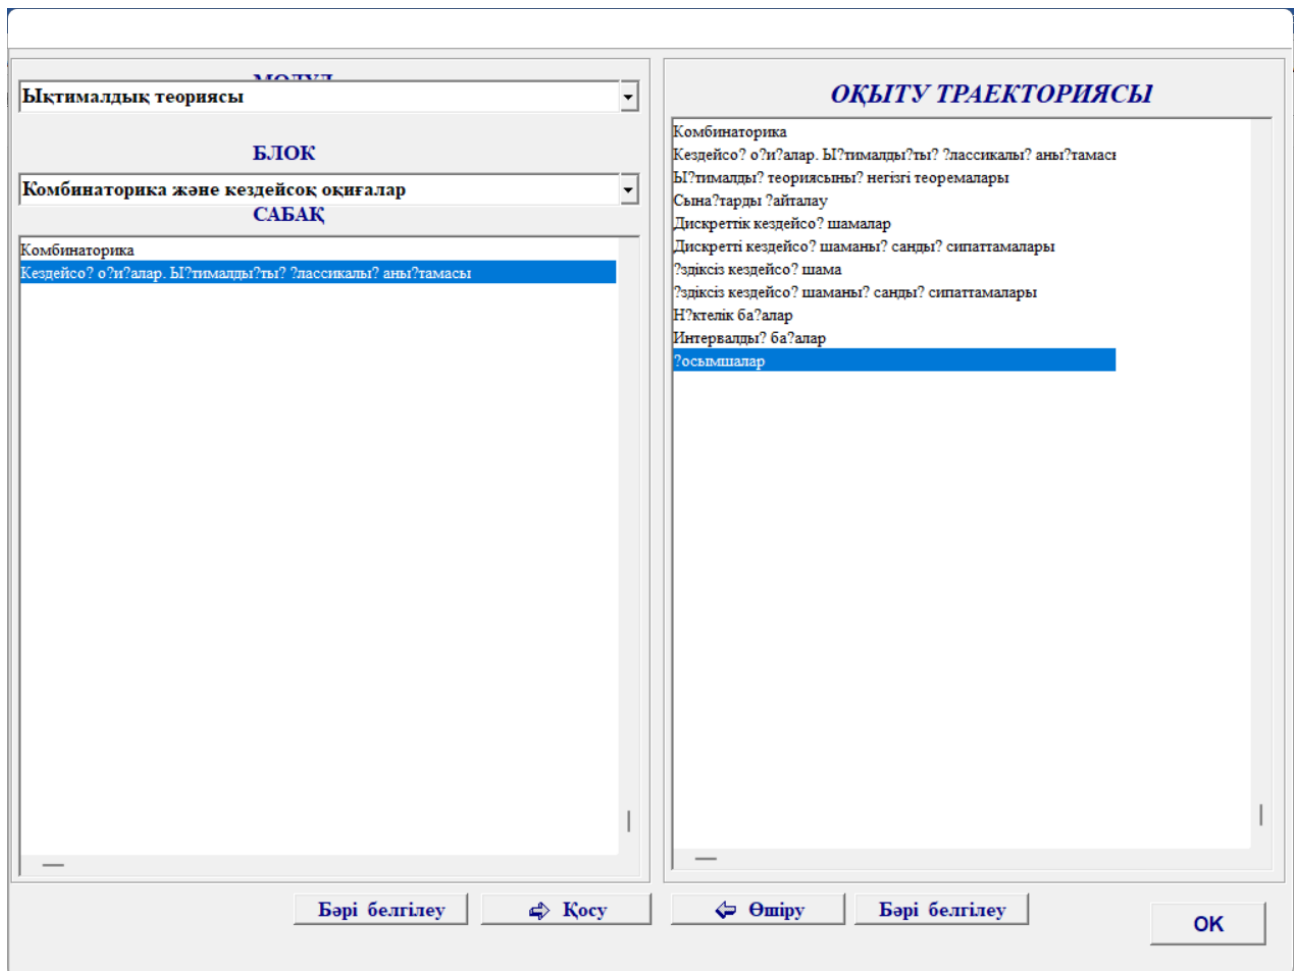 Ықтималдық теориясы
БЛОК
Комбинаторика және кездейсоқ оқиғалар
САБАҚ
Комбинаторика
Кездейсо? о?и?алар. Ы?тималды?ты? ?лассикалы? аны?тамасы
ОҚЫТУ ТРАЕКТОРИЯСЫ
Комбинаторика
Кездейсо? о?и?алар. Ы?тималды?ты? ?лассикалы? аны?тамасы
Ы?тималды? теориясыны? негізгі теоремалары
Сына?тарды ?айталау
Дискреттік кездейсо? шамалар
Дискретті кездейсо? шаманы? санды? сипаттамалары
?здіксіз кездейсо? шама
?здіксіз кездейсо? шаманы? санды? сипаттамалары
Н?ктелік ба?алар
Интервалды? ба?алар
?осымшалар
Бәрі белгілеу
Қосу
Өшіру
Бәрі белгілеу
OK